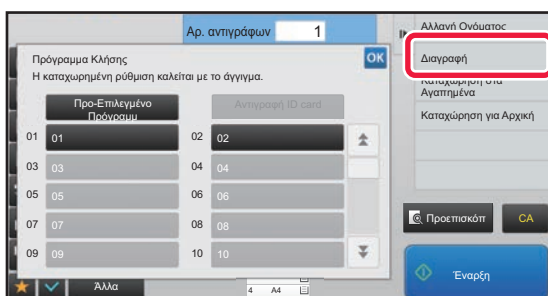 Αρ. αντιγράφων 1
Αλλαγή Ονόματος
Διαγραφή
Καταχώρηση στα
Αγαπημένα
Καταχώρηση για Αρχική
Πρόγραμμα Κλήσης
OK
Η καταχωρημένη ρύθμιση καλείται με το άγγιγμα.
Προ-Επιλεγμένο
Πρόγραμμ
Αντιγραφή ID card
01 01
02 02
03 03
04 04
05 05
06 06
07 07
08 08
09 09
10 10
Προεπισκόπ
CA
Έναρξη
Άλλα
4 A4